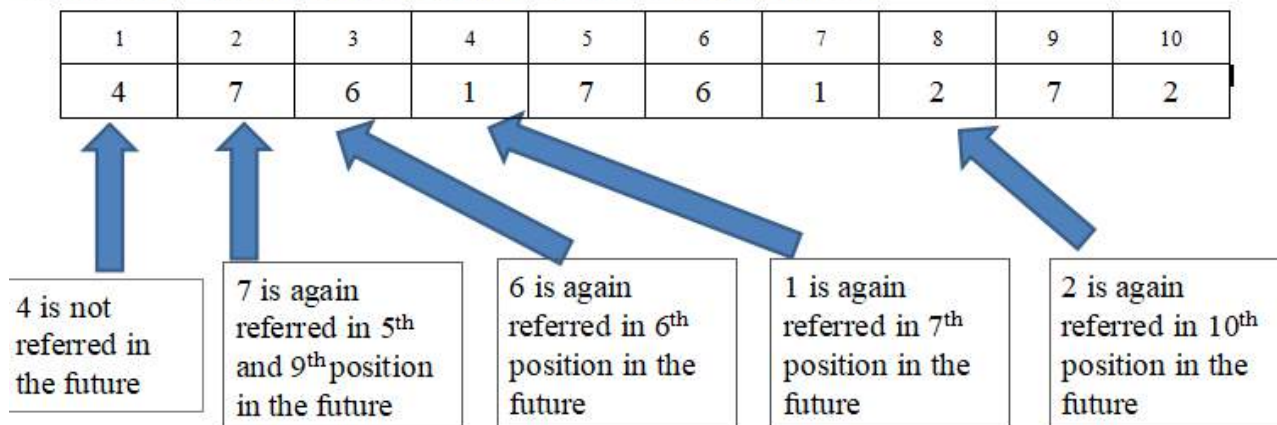 1 2 3 4 5 6 7 8 9 10
4 7 6 1 7 6 1 2 7 2
4 is not
referred in
the future
7 is again
referred in 5th
and 9th position
in the future
6 is again
referred in 6th
position in the
future
1 is again
referred in 7th
position in the
future
2 is again
referred in 10th
position in the
future